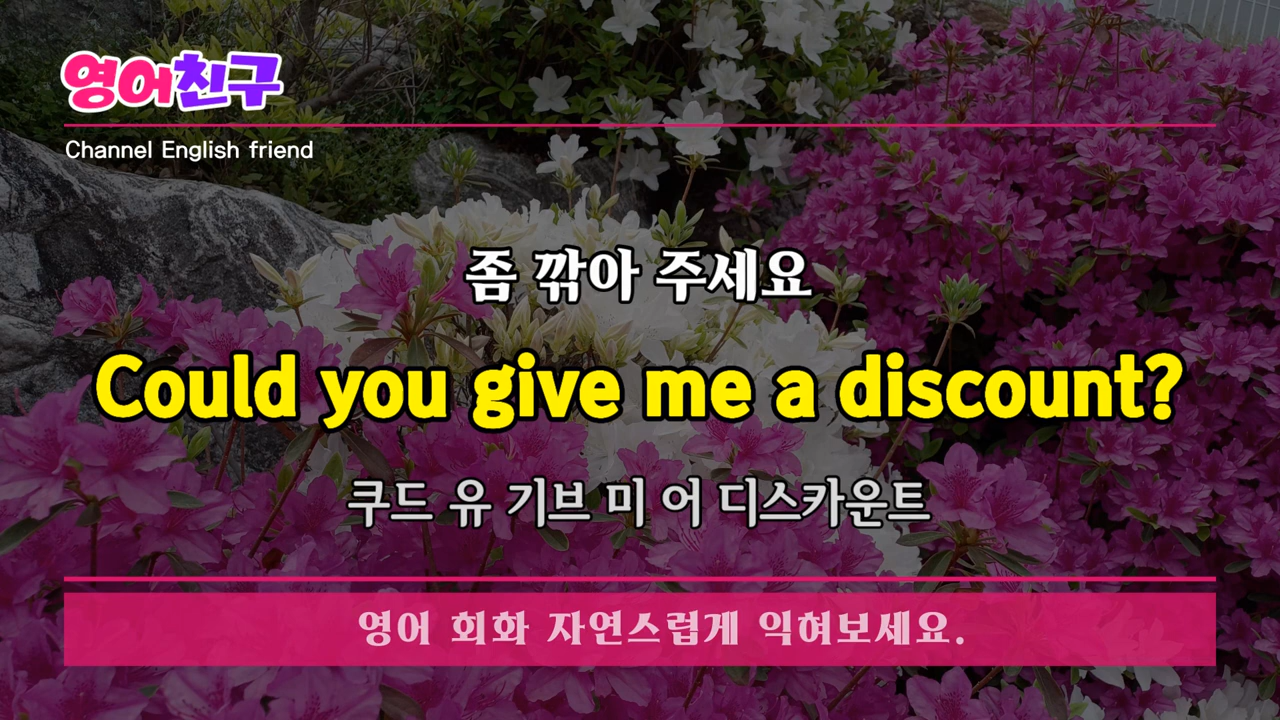 영어친구
Channel English friend
좀 깎아 주세요
Could you give me a discount?
쿠드 유 기브 미 어 디스카운트
영어 회화 자연스럽게 익혀보세요.